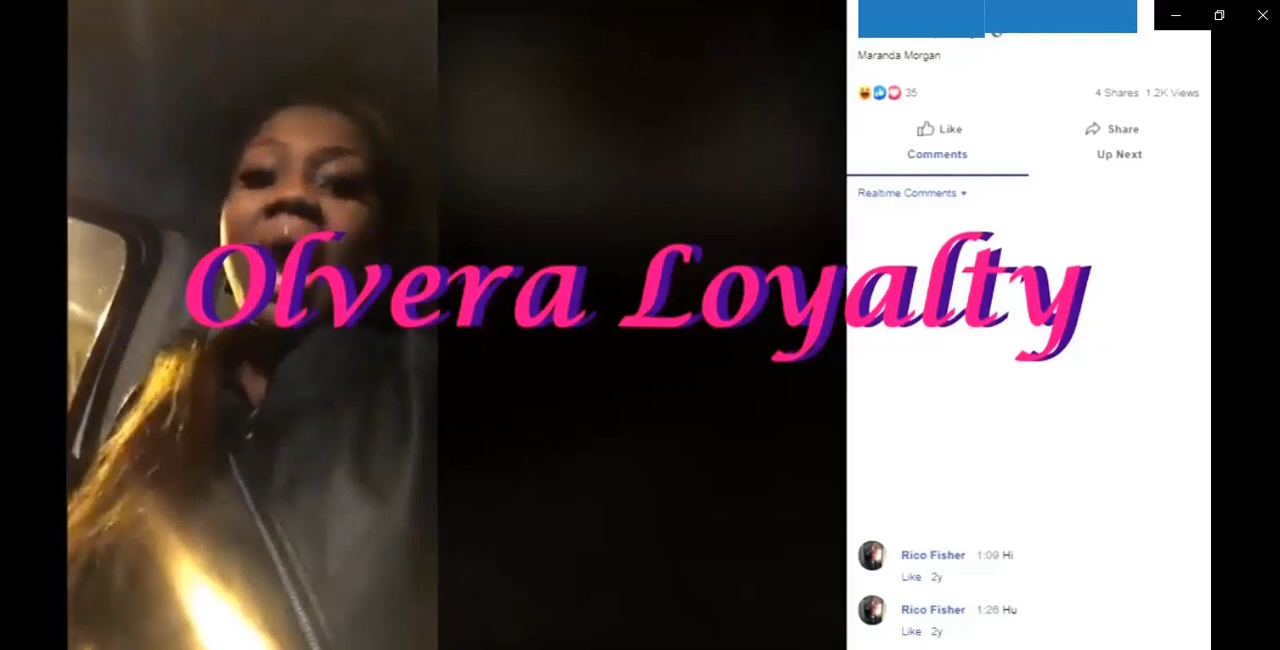 Maranda Morgan
35
4 Shares 1.2K Views
Like Share
Comments Up Next
Realtime Comments
Olvera Loyalty
Rico Fisher 1:09 Hi
Like 2y
Rico Fisher 1:26 Hu
Like 2y